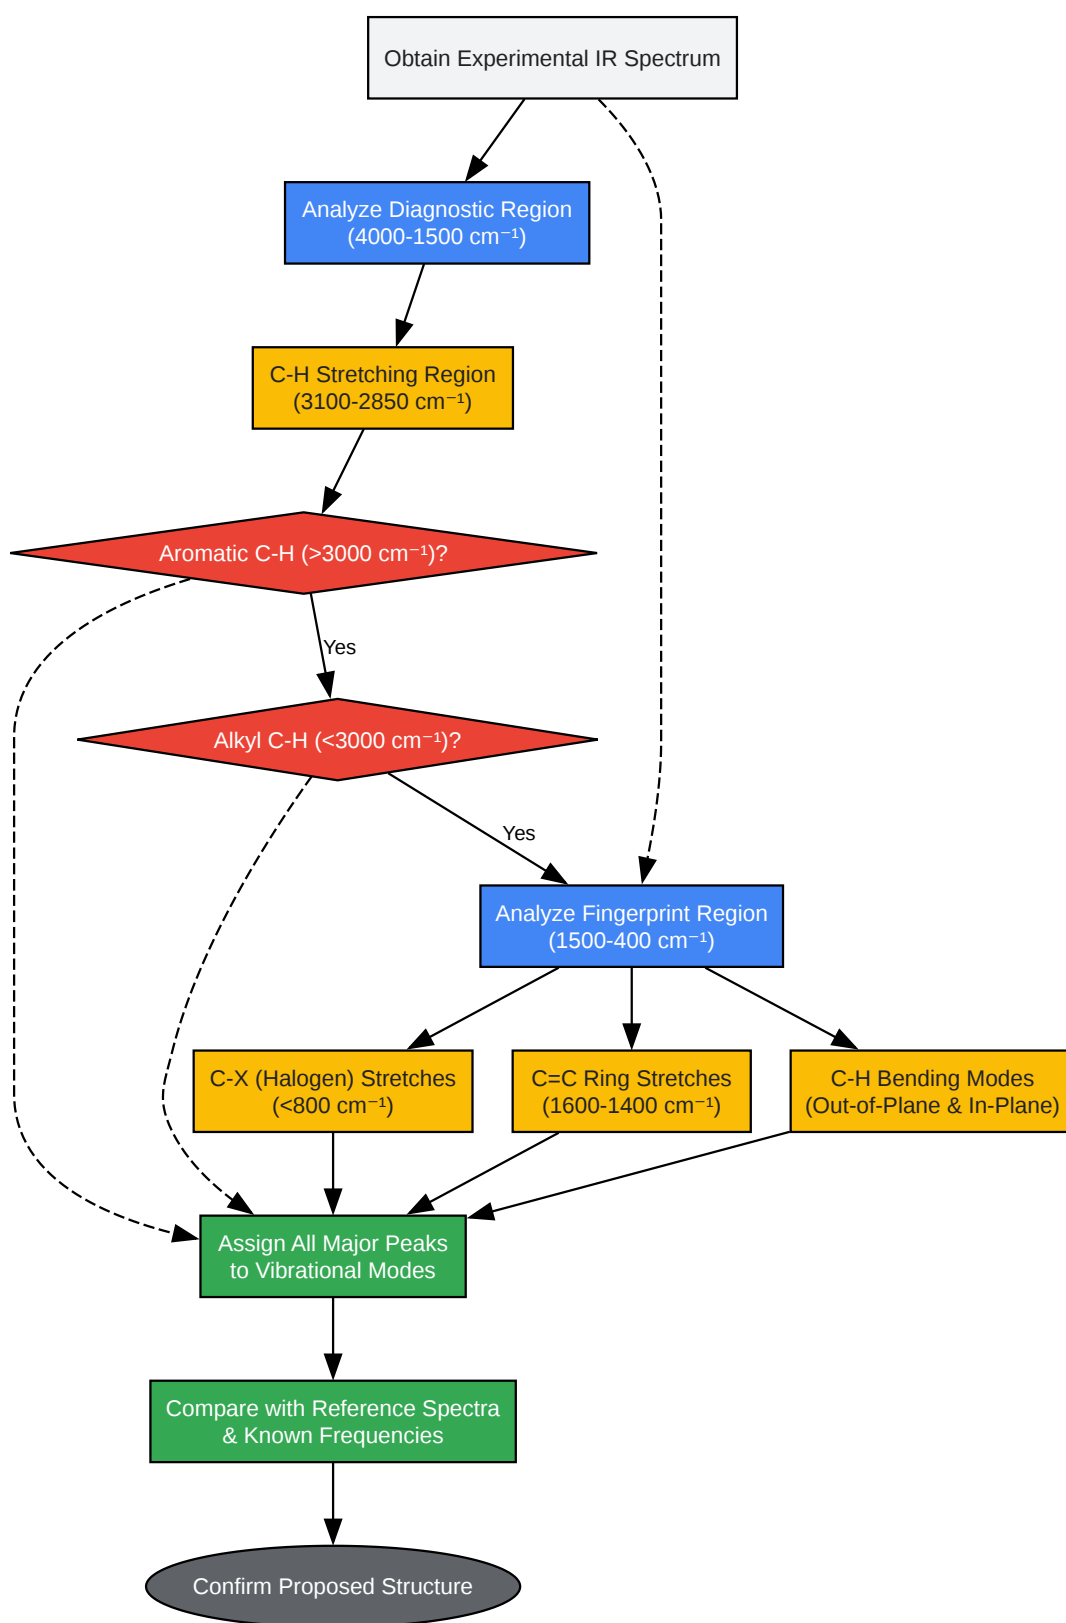 Obtain Experimental IR Spectrum
Analyze Diagnostic Region
(4000-1500 cm⁻¹)
C-H Stretching Region
(3100-2850 cm⁻¹)
Aromatic C-H (>3000 cm⁻¹)?
Yes
Alkyl C-H (<3000 cm⁻¹)?
Yes
Analyze Fingerprint Region
(1500-400 cm⁻¹)
C-X (Halogen) Stretches
(<800 cm⁻¹)
C=C Ring Stretches
(1600-1400 cm⁻¹)
C-H Bending Modes
(Out-of-Plane & In-Plane)
Assign All Major Peaks
to Vibrational Modes
Compare with Reference Spectra
& Known Frequencies
Confirm Proposed Structure